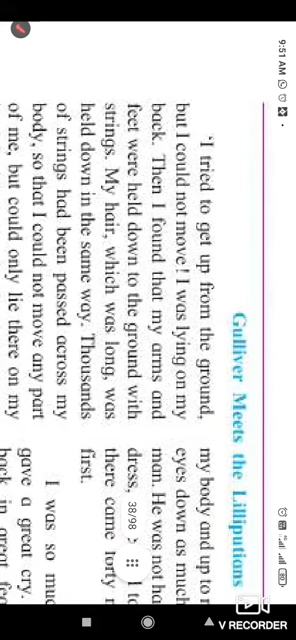 9:51 AM
Gulliver Meets the Lilliputians
'I tried to get up from the ground,
but I could not move! I was lying on my
back. Then I found that my arms and
feet were held down to the ground with
strings. My hair, which was long, was
held down in the same way. Thousands
of strings had been passed across my
body, so that I could not move any part
of me, but could only lie there on my
my body and up to
eyes down as much
man. He was not
dress,
there came forty
first.
I was so
gave a great cry.
back in great
38/98
V RECORDER